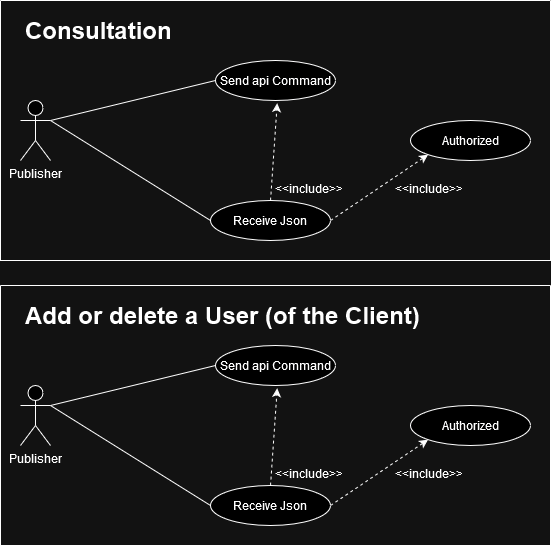 Consultation
Send api Command
Authorized
Publisher
<<include>>
<<include>>
Receive Json
Add or delete a User (of the Client)
Send api Command
Authorized
Publisher
<<include>>
<<include>>
Receive Json